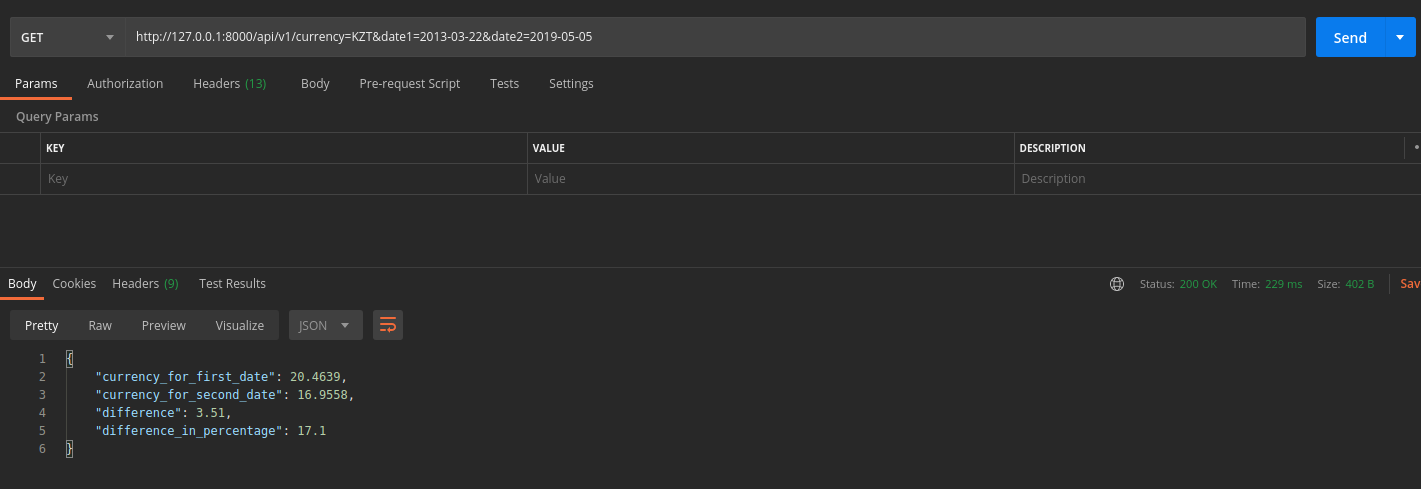 GET http://127.0.0.1:8000/api/v1/currency=KZT&date1=2013-03-22&date2=2019-05-05 Send
Params Authorization Headers (13) Body Pre-request Script Tests Settings
Query Params
KEY VALUE DESCRIPTION
Key Value Description
Body Cookies Headers (9) Test Results Status: 200 OK Time: 229 ms Size: 402 B Sav
Pretty Raw Preview Visualize JSON
1 {
2 "currency_for_first_date": 20.4639,
3 "currency_for_second_date": 16.9558,
4 "difference": 3.51,
5 "difference_in_percentage": 17.1
6 }